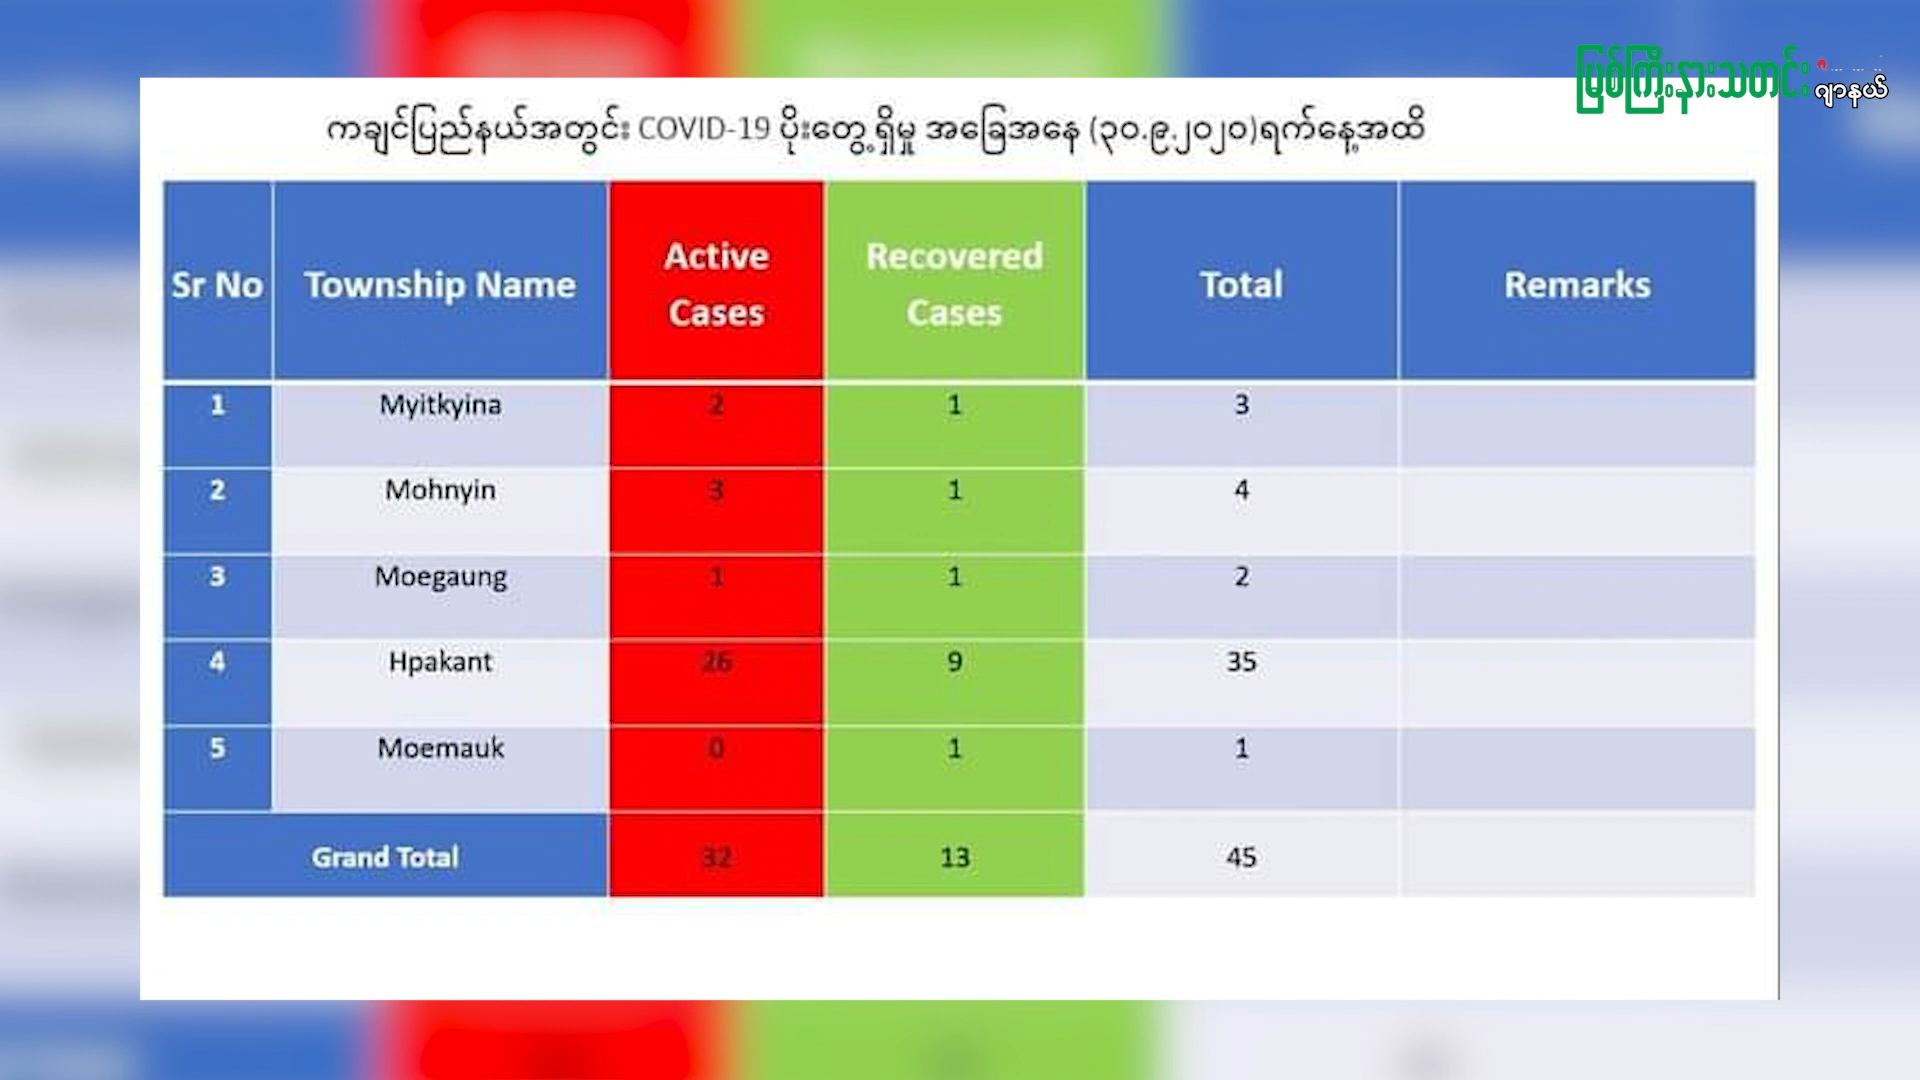 မြစ်ကြီးနားသတင်း
ဂျာနယ်
ကချင်ပြည်နယ်အတွင်း COVID-19 ပိုးတွေ့ရှိမှု အခြေအနေ (၃၀.၉.၂၀၂၀)ရက်နေ့အထိ
Sr No Township Name Active Cases Recovered Cases Total Remarks
1 Myitkyina 2 1 3
2 Mohnyin 3 1 4
3 Moegaung 1 1 2
4 Hpakant 26 9 35
5 Moemauk 0 1 1
Grand Total 32 13 45